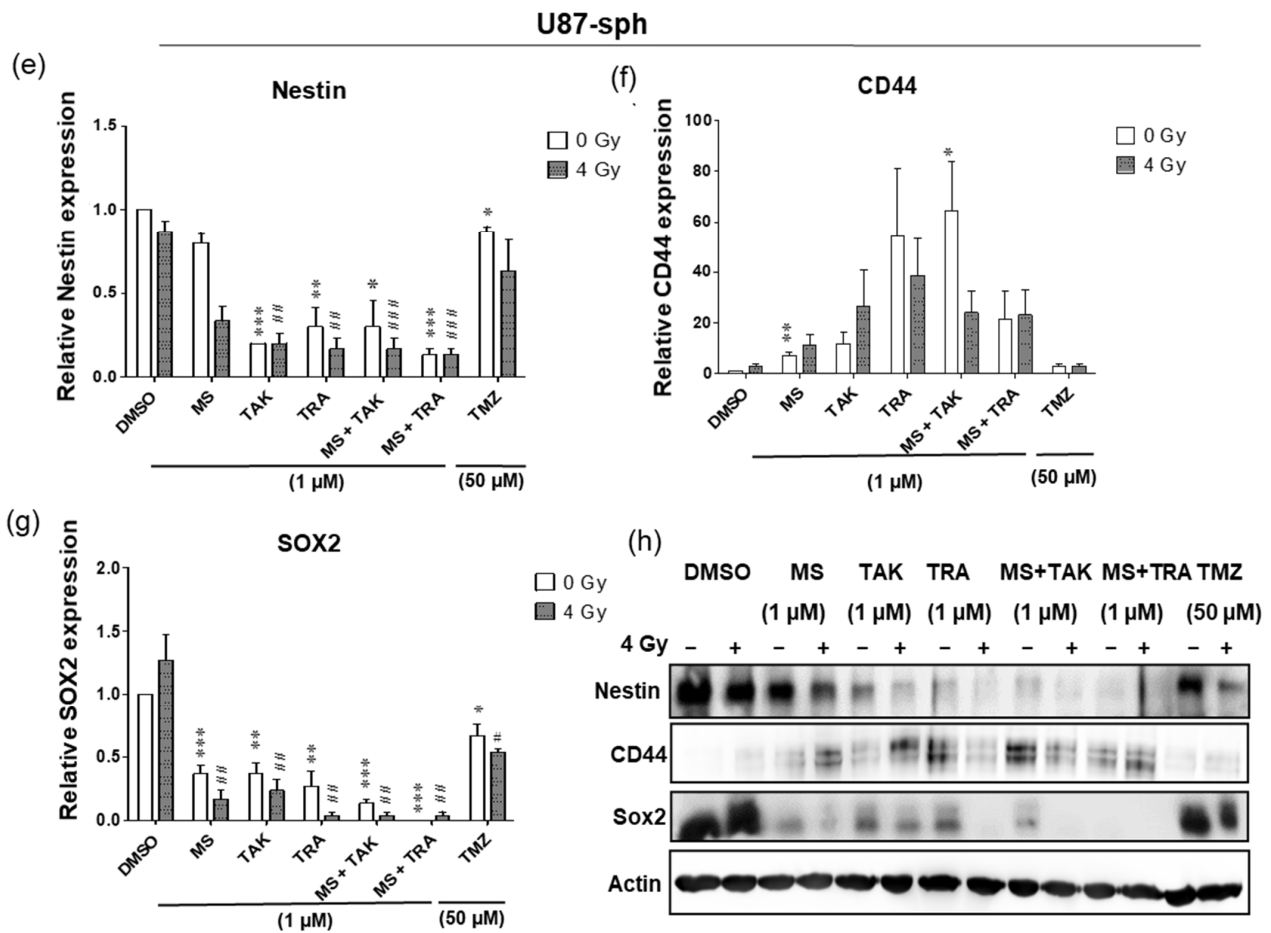 U87-sph
(e)
Nestin
Relative Nestin expression
1.5
1.0
0.5
0.0
0 Gy
4 Gy
***
##
**
##
*
###
***
###
*
DMSO
MS
TAK
TRA
MS + TAK
MS + TRA
TMZ
(1 µM)
(50 µM)
(f)
CD44
Relative CD44 expression
100
80
60
40
20
0
0 Gy
4 Gy
**
*
DMSO
MS
TAK
TRA
MS + TAK
MS + TRA
TMZ
(1 µM)
(50 µM)
(g)
SOX2
Relative SOX2 expression
2.0
1.5
1.0
0.5
0.0
0 Gy
4 Gy
***
##
**
##
**
##
***
##
***
##
*
#
DMSO
MS
TAK
TRA
MS + TAK
MS + TRA
TMZ
(1 µM)
(50 µM)
(h)
DMSO MS TAK TRA MS+TAK MS+TRA TMZ
(1 µM) (1 µM) (1 µM) (1 µM) (1 µM) (50 µM)
4 Gy − + − + − + − + − + − + − +
Nestin
CD44
Sox2
Actin